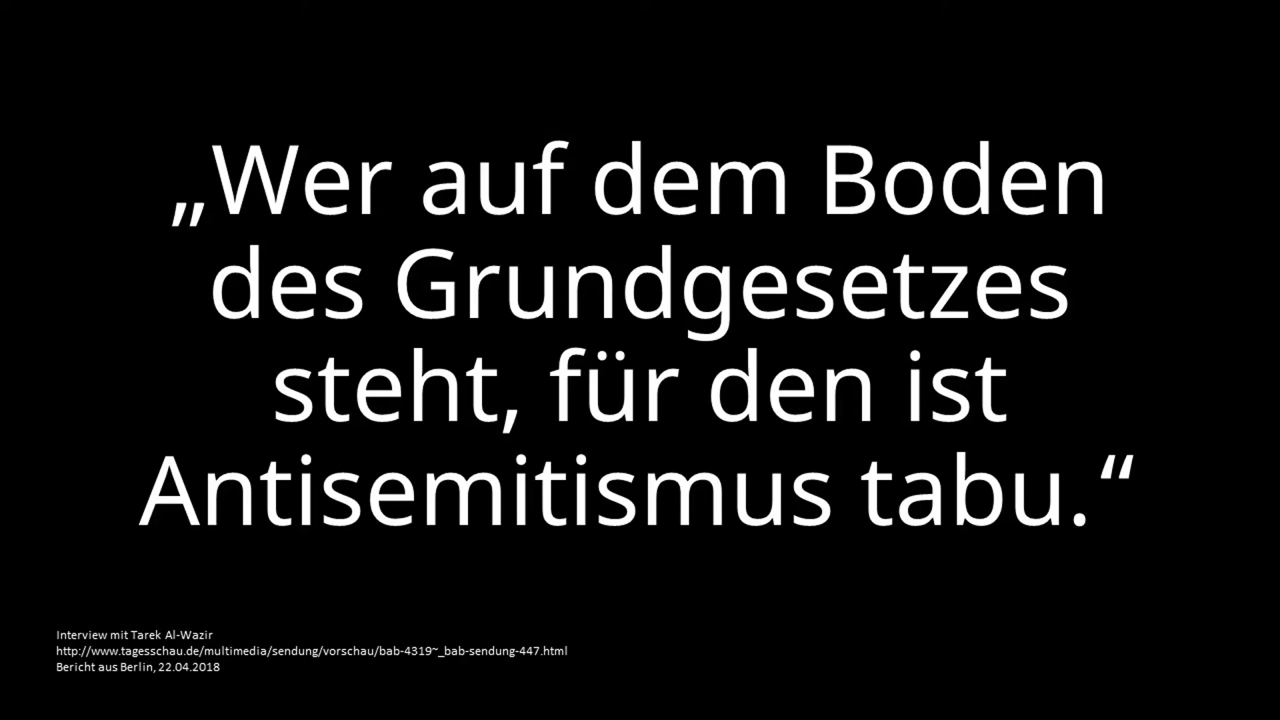 „Wer auf dem Boden
des Grundgesetzes
steht, für den ist
Antisemitismus tabu.“
Interview mit Tarek Al-Wazir
http://www.tagesschau.de/multimedia/sendung/vorschau/bab-4319~_bab-sendung-447.html
Bericht aus Berlin, 22.04.2018